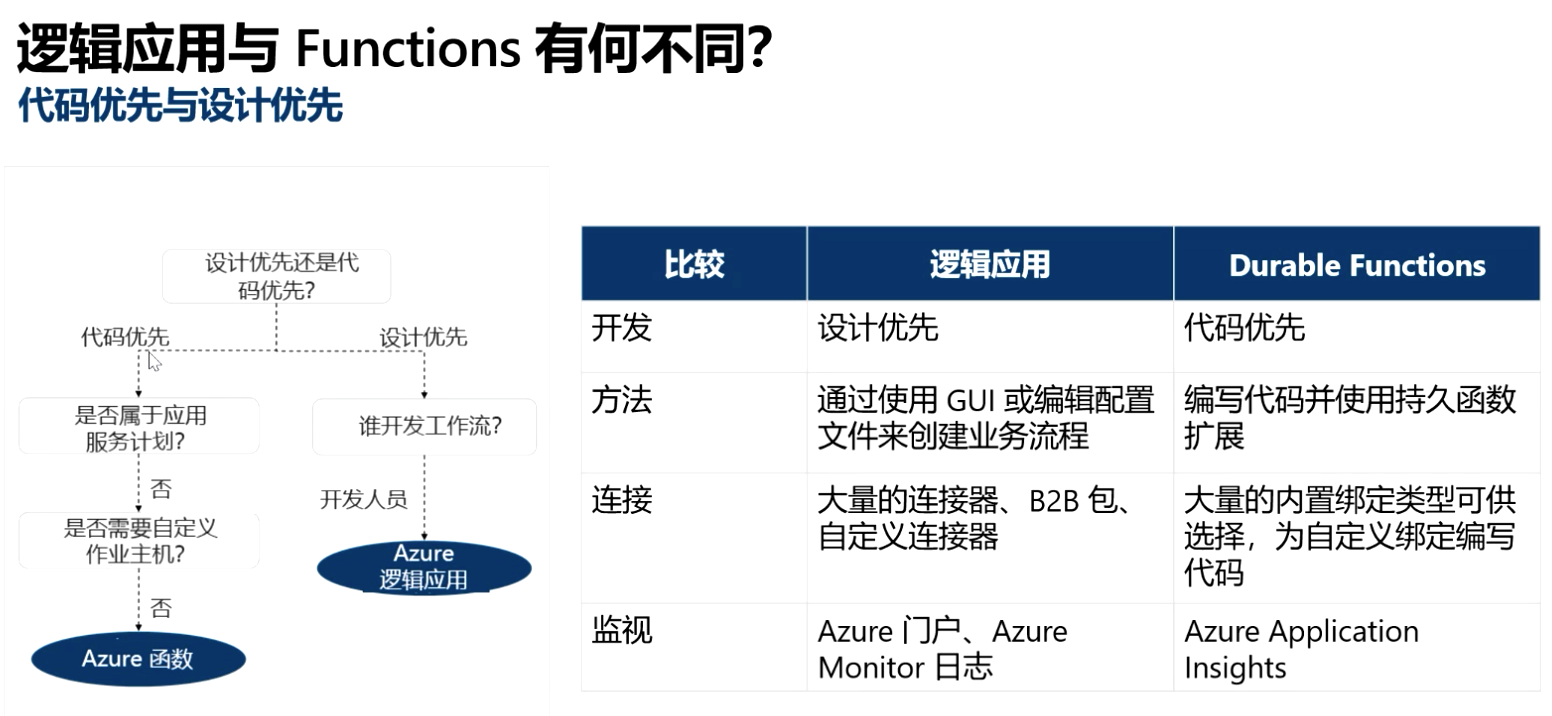 逻辑应用与 Functions 有何不同?
代码优先与设计优先
设计优先还是代
码优先?
代码优先
设计优先
是否属于应用
服务计划?
谁开发工作流?
否
开发人员
是否需要自定义
作业主机?
Azure
逻辑应用
否
Azure 函数
比较
逻辑应用
Durable Functions
开发
设计优先
代码优先
方法
通过使用 GUI 或编辑配置
文件来创建业务流程
编写代码并使用持久函数
扩展
连接
大量的连接器、B2B 包、
自定义连接器
大量的内置绑定类型可供
选择，为自定义绑定编写
代码
监视
Azure 门户、Azure
Monitor 日志
Azure Application
Insights